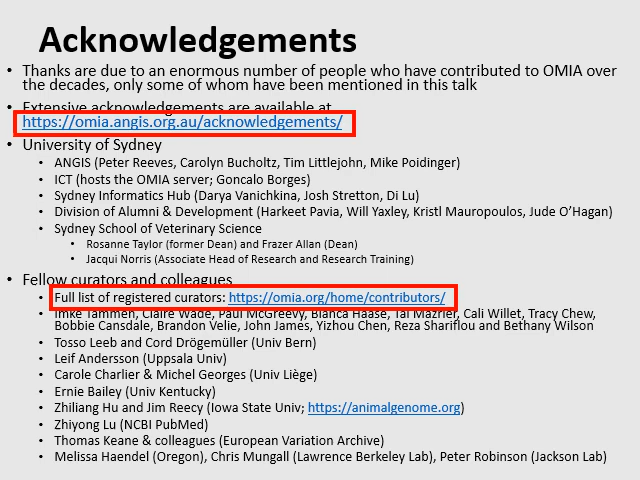 Acknowledgements
• Thanks are due to an enormous number of people who have contributed to OMIA over
the decades, only some of whom have been mentioned in this talk
• Extensive acknowledgements are available at
https://omia.angis.org.au/acknowledgements/
• University of Sydney
• ANGIS (Peter Reeves, Carolyn Bucholtz, Tim Littlejohn, Mike Poidinger)
• ICT (hosts the OMIA server; Goncalo Borges)
• Sydney Informatics Hub (Darya Vanichkina, Josh Stretton, Di Lu)
• Division of Alumni & Development (Harkeet Pavia, Will Yaxley, Kristl Mauropoulos, Jude O’Hagan)
• Sydney School of Veterinary Science
• Rosanne Taylor (former Dean) and Frazer Allan (Dean)
• Jacqui Norris (Associate Head of Research and Research Training)
• Fellow curators and colleagues
• Full list of registered curators: https://omia.org/home/contributors/
• Imke Tammen, Claire Wade, Paul McGreevy, Bianca Haase, Tal Mazrier, Cali Willet, Tracy Chew,
Bobbie Cansdale, Brandon Velie, John James, Yizhou Chen, Reza Shariflou and Bethany Wilson
• Tosso Leeb and Cord Drögemüller (Univ Bern)
• Leif Andersson (Uppsala Univ)
• Carole Charlier & Michel Georges (Univ Liège)
• Ernie Bailey (Univ Kentucky)
• Zhiliang Hu and Jim Reecy (Iowa State Univ; https://animalgenome.org)
• Zhiyong Lu (NCBI PubMed)
• Thomas Keane & colleagues (European Variation Archive)
• Melissa Haendel (Oregon), Chris Mungall (Lawrence Berkeley Lab), Peter Robinson (Jackson Lab)